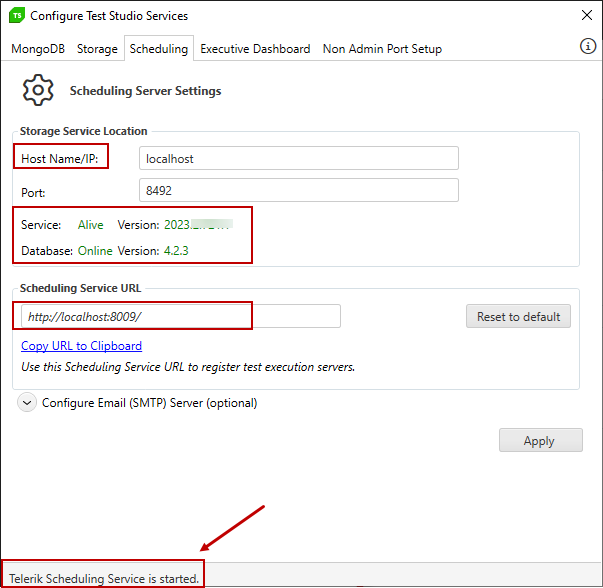 TS Configure Test Studio Services
MongoDB Storage Scheduling Executive Dashboard Non Admin Port Setup
Scheduling Server Settings
Storage Service Location
Host Name/IP: localhost
Port: 8492
Service: Alive Version: 2023.
Database: Online Version: 4.2.3
Scheduling Service URL
http://localhost:8009/ Reset to default
Copy URL to Clipboard
Use this Scheduling Service URL to register test execution servers.
Configure Email (SMTP) Server (optional)
Apply
Telerik Scheduling Service is started.